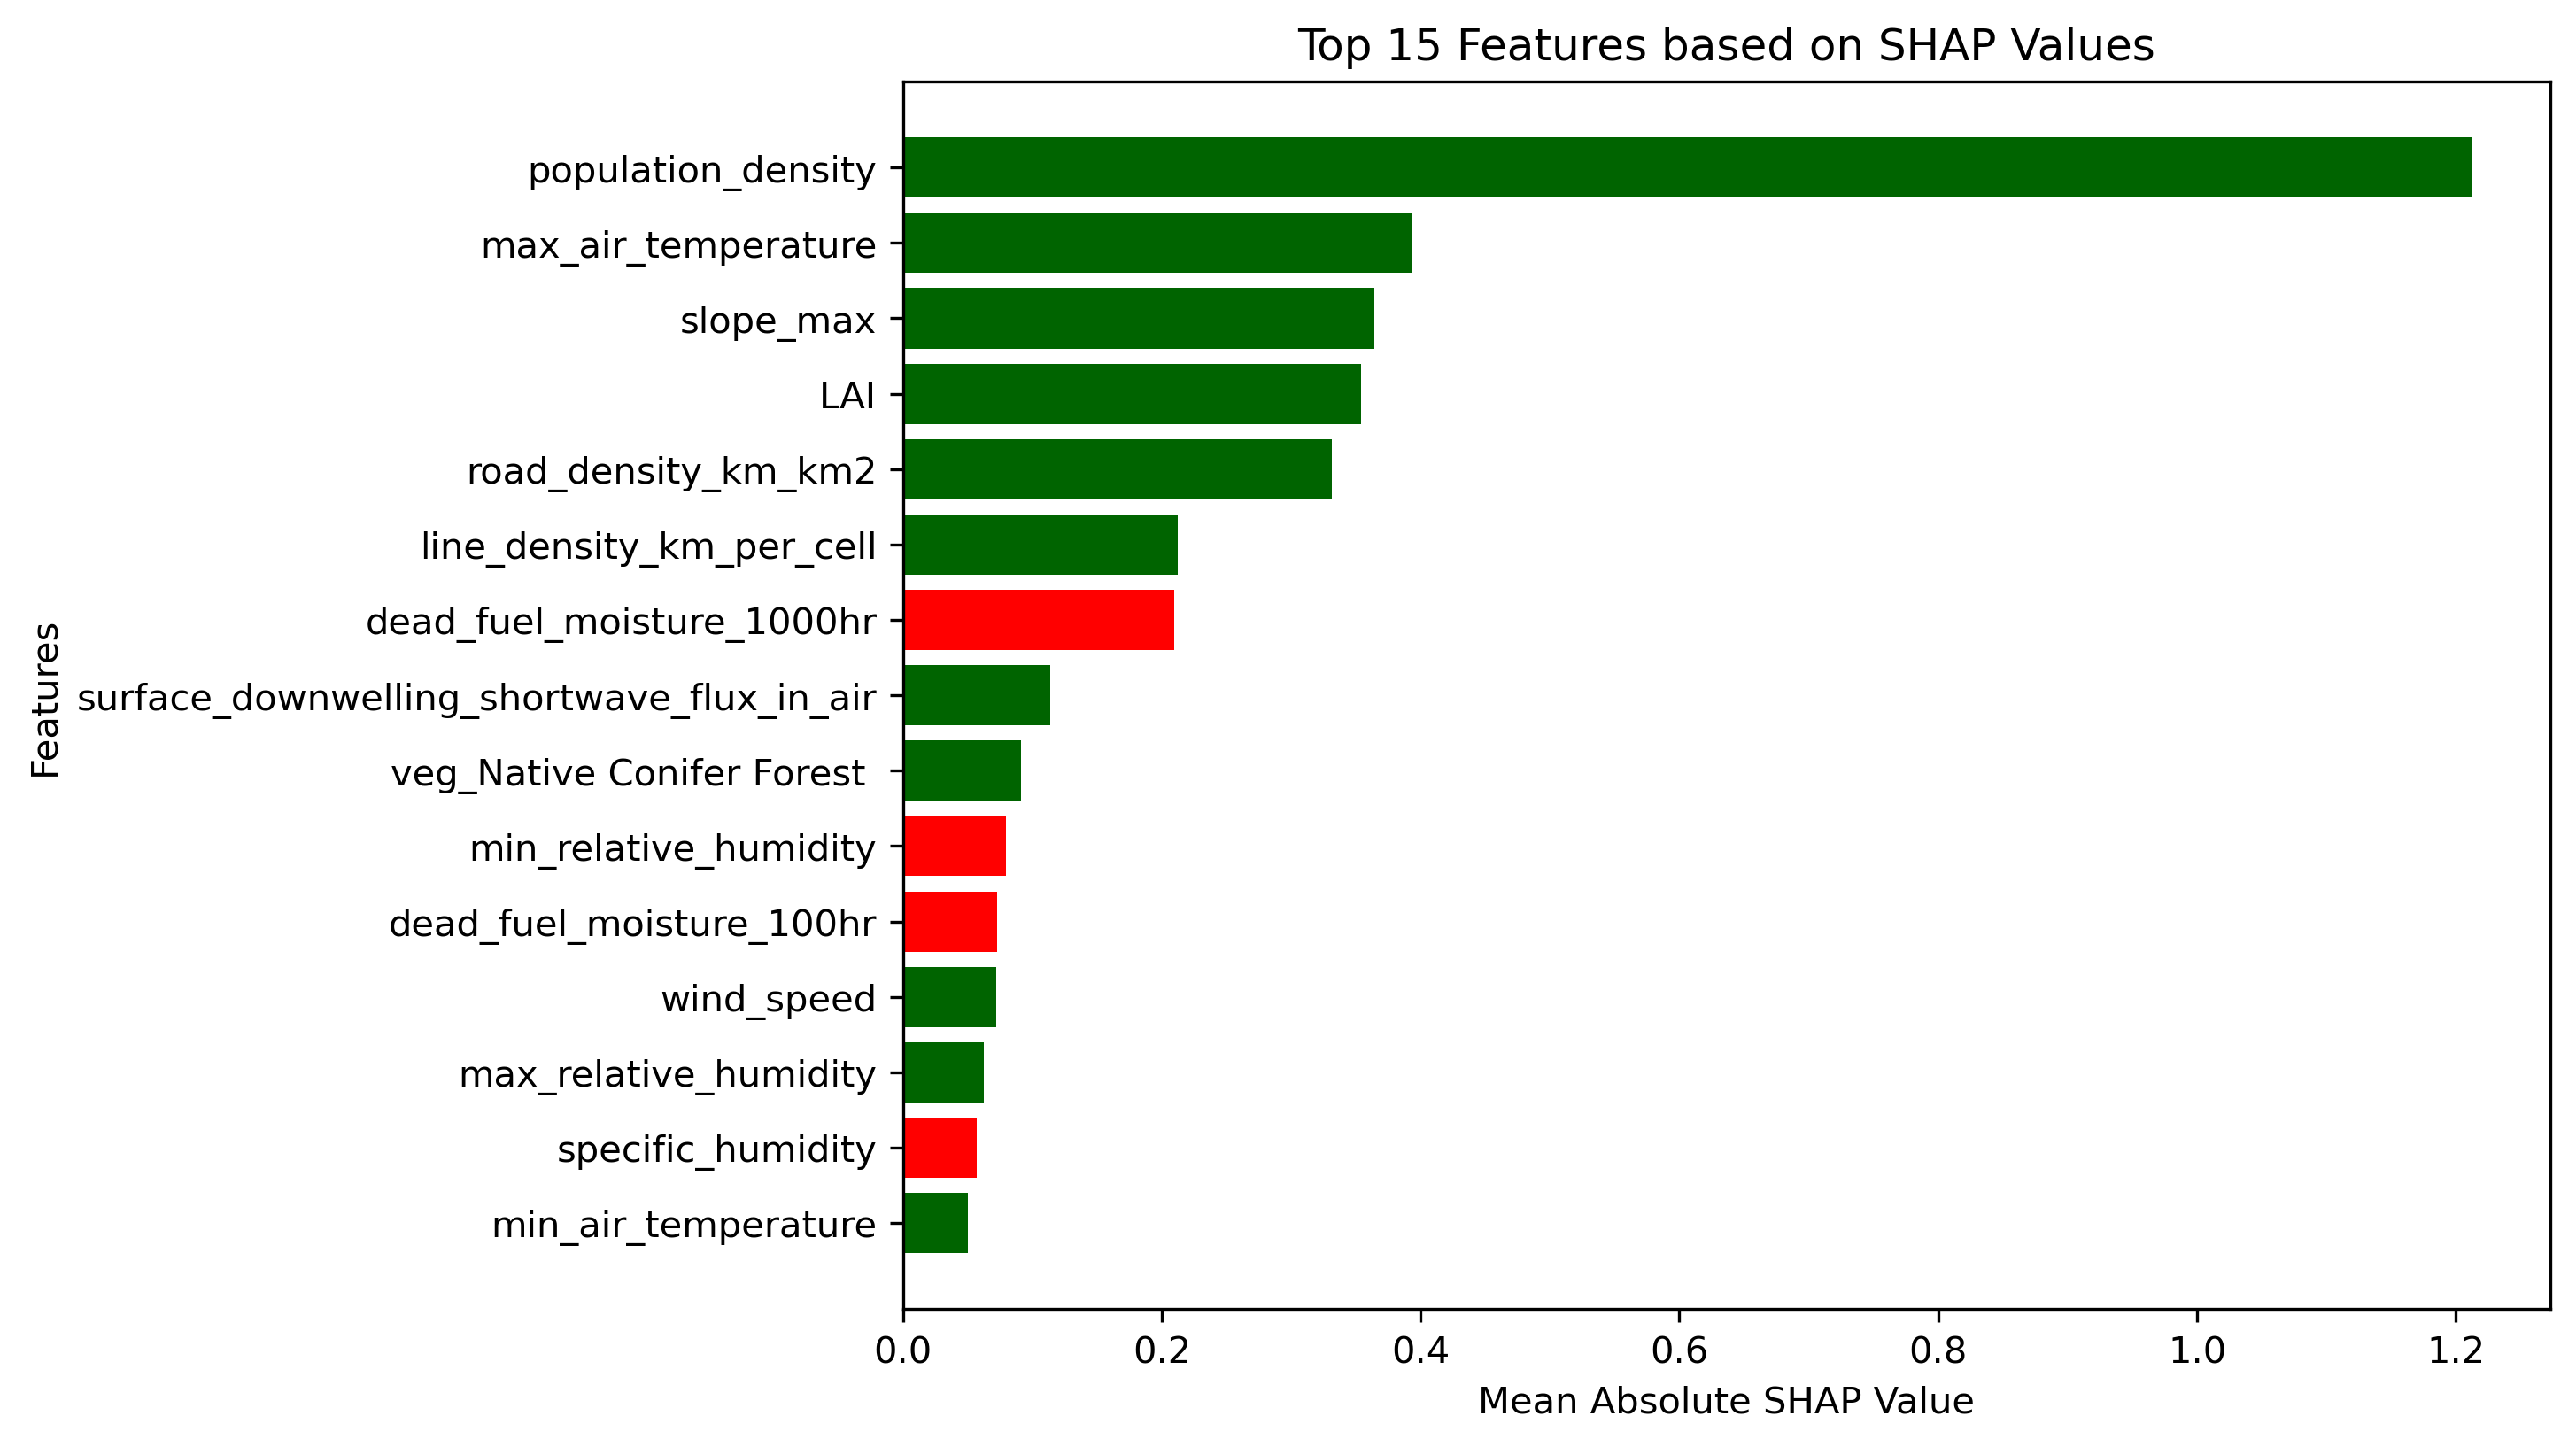 Top 15 Features based on SHAP Values
Features
population_density
max_air_temperature
slope_max
LAI
road_density_km_km2
line_density_km_per_cell
dead_fuel_moisture_1000hr
surface_downwelling_shortwave_flux_in_air
veg_Native Conifer Forest
min_relative_humidity
dead_fuel_moisture_100hr
wind_speed
max_relative_humidity
specific_humidity
min_air_temperature
0.0 0.2 0.4 0.6 0.8 1.0 1.2
Mean Absolute SHAP Value